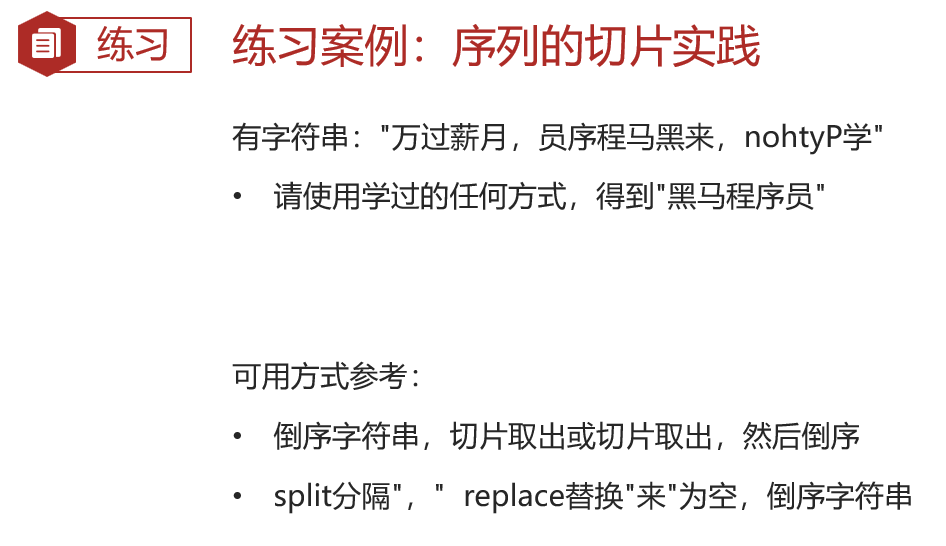 练习
练习案例：序列的切片实践
有字符串："万过薪月，员序程马黑来，nohtyP学"
• 请使用学过的任何方式，得到"黑马程序员"
可用方式参考：
• 倒序字符串，切片取出或切片取出，然后倒序
• split分隔"，" replace替换"来"为空，倒序字符串